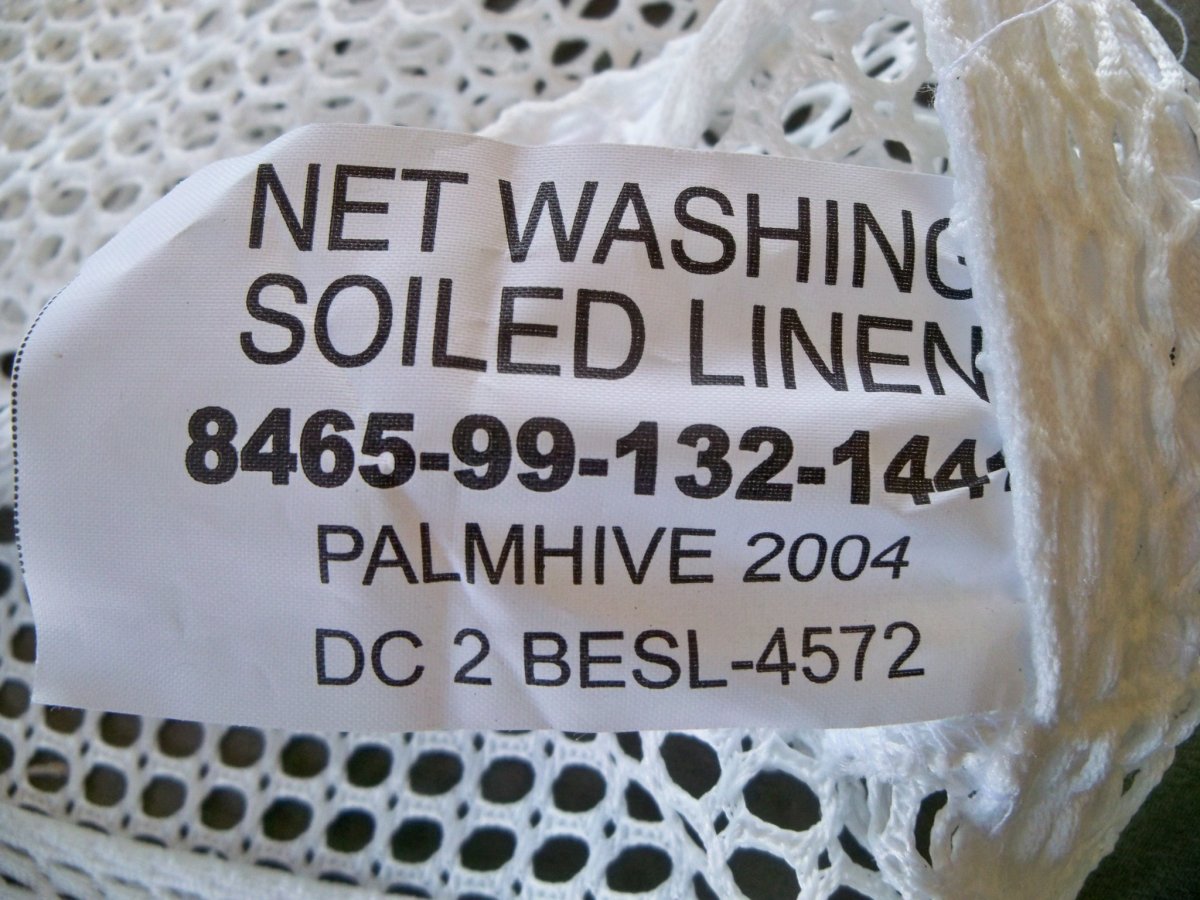 NET WASHING
SOILED LINEN
8465-99-132-144
PALMHIVE 2004
DC 2 BESL-4572